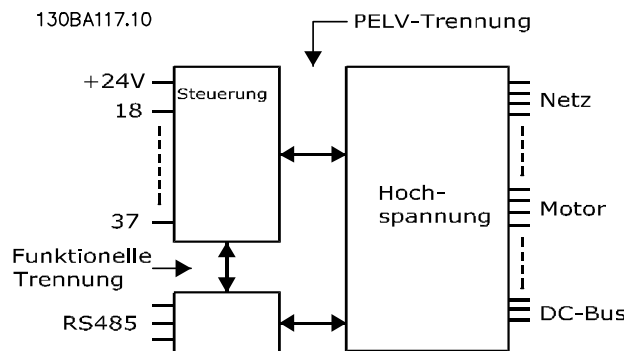 130BA117.10
PELV-Trennung
+24V
Steuerung
18
37
Funktionelle
Trennung
RS485
Hoch-
spannung
Netz
Motor
DC-Bus